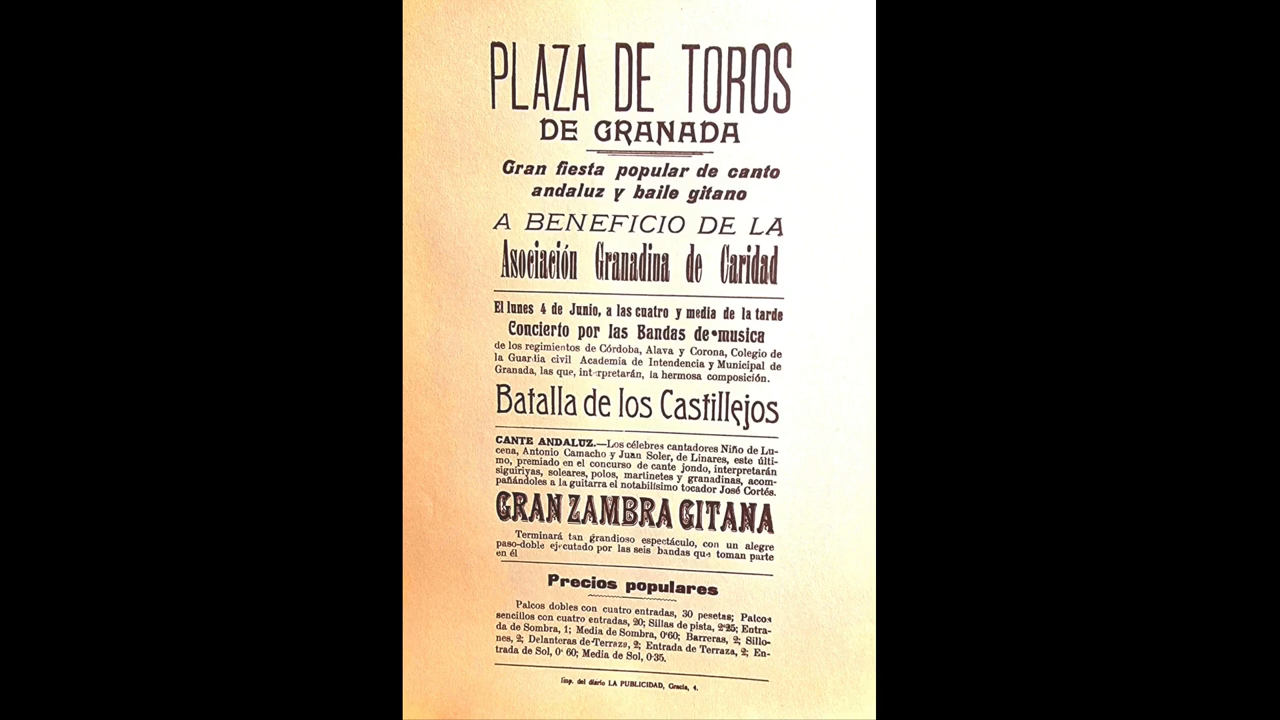 PLAZA DE TOROS
DE GRANADA
Gran fiesta popular de canto
andaluz y baile gitano
A BENEFICIO DE LA
Asociación Granadina de Caridad
El lunes 4 de Junio, a las cuatro y media de la tarde
Concierto por las Bandas de musica
de los regimientos de Córdoba, Alava y Corona, Colegio de
la Guardia civil Academia de Intendencia y Municipal de
Granada, las que, interpretarán, la hermosa composición.
Batalla de los Castillejos
CANTE ANDALUZ.—Los célebres cantadores Niño de Lu-
cena, Antonio Camacho y Juan Soler, de Linares, este últi-
mo, premiado en el concurso de cante jondo, interpretarán
siguiriyas, soleares, polos, martinetes y granadinas, acom-
pañándoles a la guitarra el notabilísimo tocador José Cortés.
GRAN ZAMBRA GITANA
Terminará tan grandioso espectáculo, con un alegre
paso-doble ejecutado por las seis bandas que toman parte
en él
Precios populares
Palcos dobles con cuatro entradas, 30 pesetas; Palcos
sencillos con cuatro entradas, 20; Sillas de pista, 2'25; Entra-
da de Sombra, 1; Media de Sombra, 0'60; Barreras, 2; Sillo-
nes, 2; Delanteras de Terraza, 2; Entrada de Terraza, 2; En-
trada de Sol, 0'60; Media de Sol, 0'35.
Imp. del diario LA PUBLICIDAD, Gracia, 4.